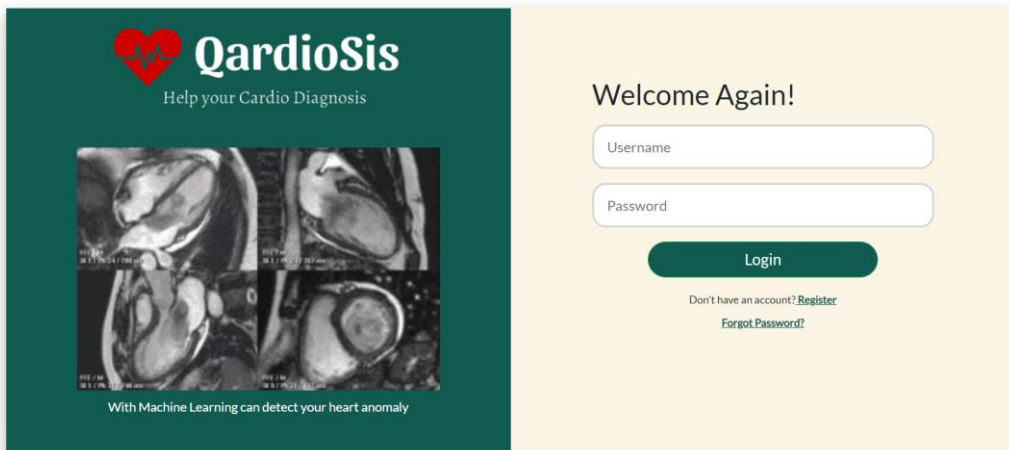 QardioSis
Help your Cardio Diagnosis
With Machine Learning can detect your heart anomaly
Welcome Again!
Username
Password
Login
Don't have an account? Register
Forgot Password?